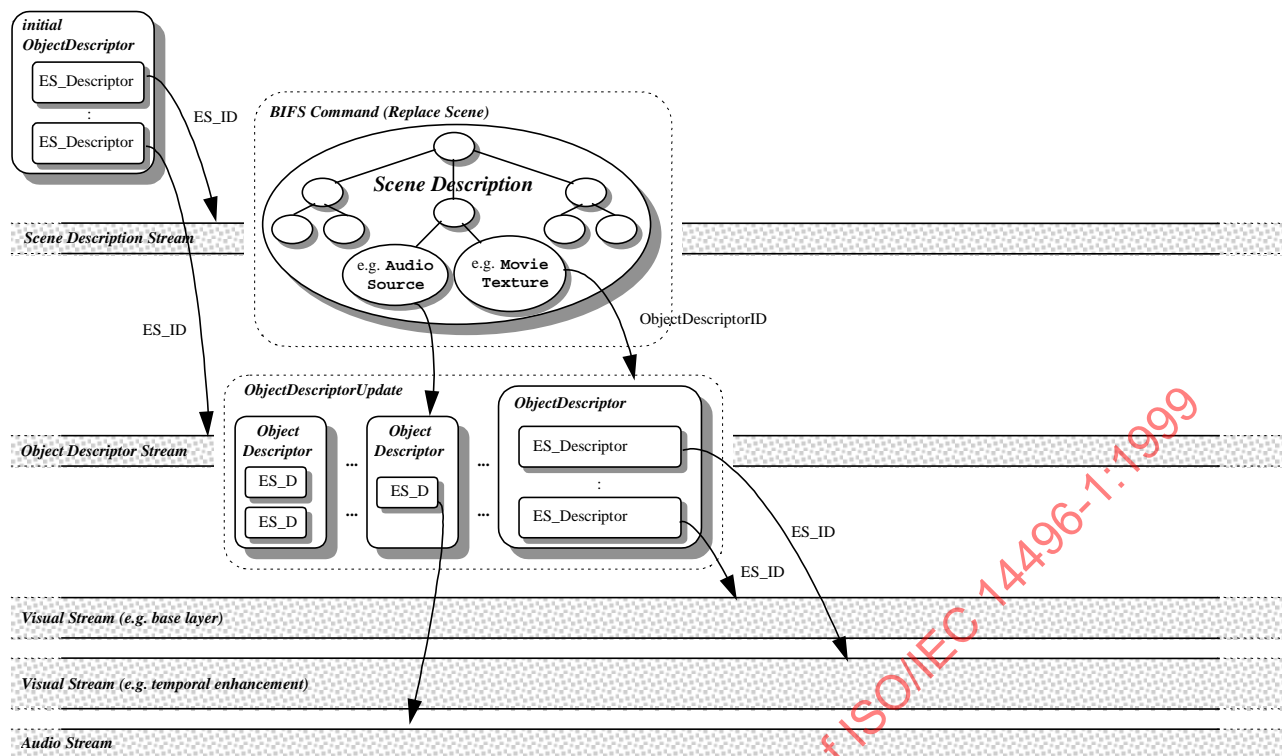 initial
ObjectDescriptor
ES_Descriptor
:
ES_Descriptor
ES_ID
ES_ID
BIFS Command (Replace Scene)
Scene Description
e.g. Audio
Source
e.g. Movie
Texture
Scene Description Stream
ObjectDescriptorID
ObjectDescriptorUpdate
Object
Descriptor
ES_D
ES_D
...
...
Object
Descriptor
ES_D
...
...
ObjectDescriptor
ES_Descriptor
:
ES_Descriptor
Object Descriptor Stream
ES_ID
ES_ID
Visual Stream (e.g. base layer)
Visual Stream (e.g. temporal enhancement)
Audio Stream
f ISO/IEC 14496-1:1999